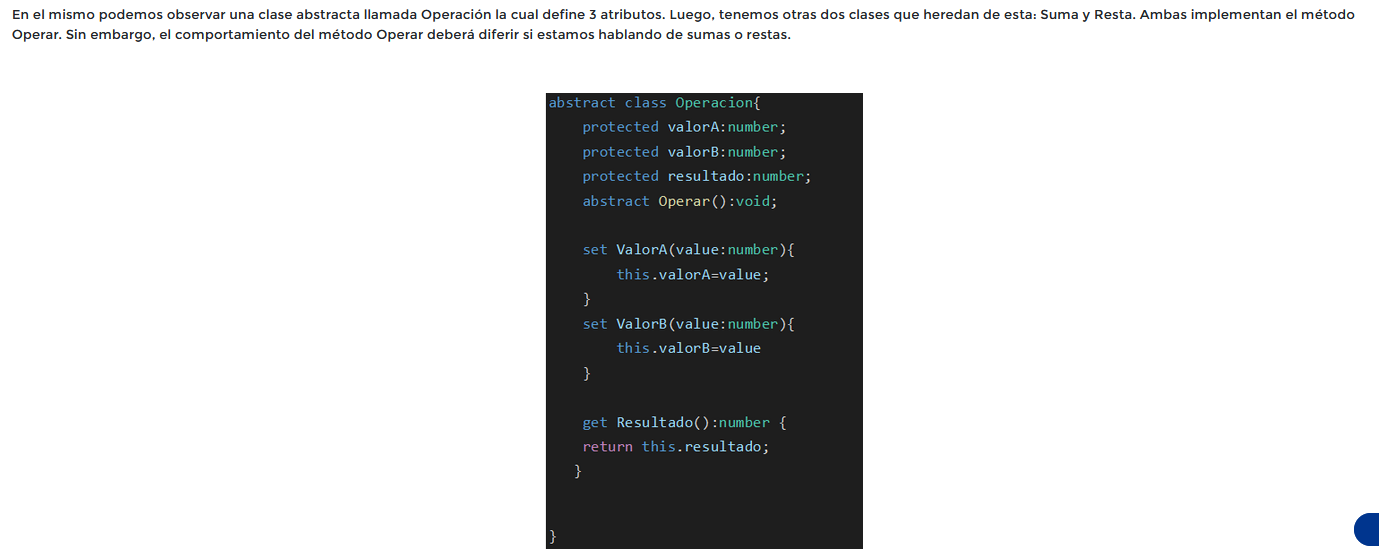 En el mismo podemos observar una clase abstracta llamada Operación la cual define 3 atributos. Luego, tenemos otras dos clases que heredan de esta: Suma y Resta. Ambas implementan el método
Operar. Sin embargo, el comportamiento del método Operar deberá diferir si estamos hablando de sumas o restas.
abstract class Operacion{
    protected valorA:number;
    protected valorB:number;
    protected resultado:number;
    abstract Operar():void;
    set ValorA(value:number){
        this.valorA=value;
    }
    set ValorB(value:number){
        this.valorB=value
    }
    get Resultado():number {
    return this.resultado;
   }
}